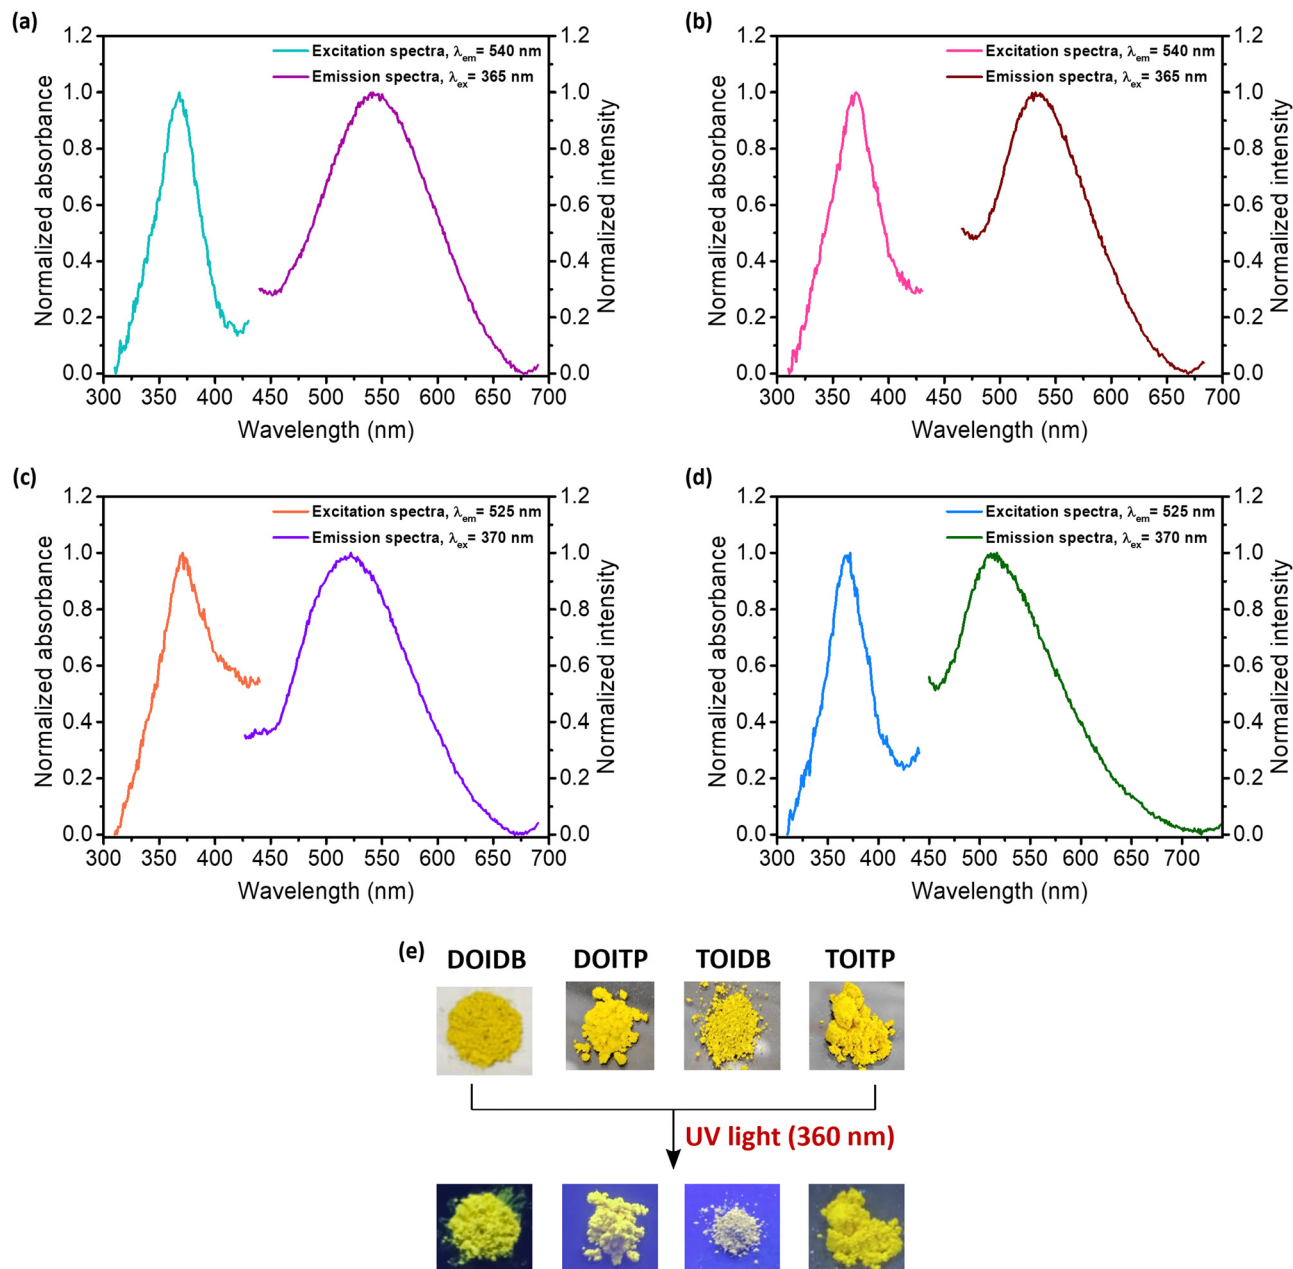 (a)
1.2
1.0
0.8
0.6
0.4
0.2
0.0
Normalized absorbance
Excitation spectra, λem= 540 nm
Emission spectra, λex= 365 nm
1.2
1.0
0.8
0.6
0.4
0.2
0.0
Normalized intensity
300 350 400 450 500 550 600 650 700
Wavelength (nm)
(b)
1.2
1.0
0.8
0.6
0.4
0.2
0.0
Normalized absorbance
Excitation spectra, λem= 540 nm
Emission spectra, λex= 365 nm
1.2
1.0
0.8
0.6
0.4
0.2
0.0
Normalized intensity
300 350 400 450 500 550 600 650 700
Wavelength (nm)
(c)
1.2
1.0
0.8
0.6
0.4
0.2
0.0
Normalized absorbance
Excitation spectra, λem= 525 nm
Emission spectra, λex= 370 nm
1.2
1.0
0.8
0.6
0.4
0.2
0.0
Normalized intensity
300 350 400 450 500 550 600 650 700
Wavelength (nm)
(d)
1.2
1.0
0.8
0.6
0.4
0.2
0.0
Normalized absorbance
Excitation spectra, λem= 525 nm
Emission spectra, λex= 370 nm
1.2
1.0
0.8
0.6
0.4
0.2
0.0
Normalized intensity
300 350 400 450 500 550 600 650 700
Wavelength (nm)
(e)
DOIDB DOITP TOIDB TOITP
UV light (360 nm)